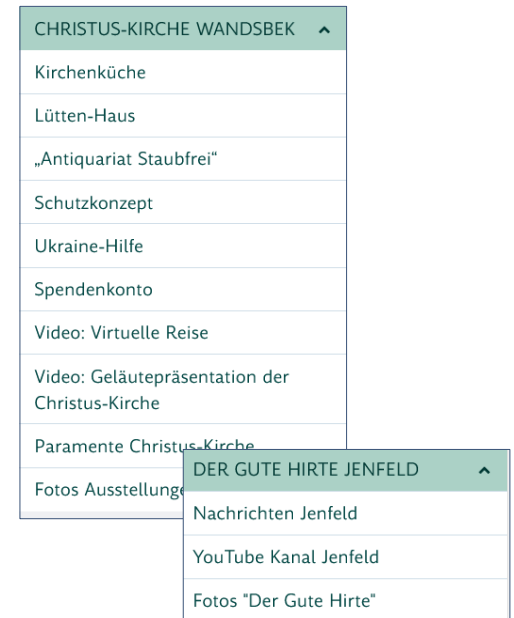 CHRISTUS-KIRCHE WANDSBEK
Kirchenküche
Lütten-Haus
„Antiquariat Staubfrei“
Schutzkonzept
Ukraine-Hilfe
Spendenkonto
Video: Virtuelle Reise
Video: Geläutepräsentation der
Christus-Kirche
Paramente Christus-Kirche
Fotos
DER GUTE HIRTE JENFELD
Nachrichten Jenfeld
YouTube Kanal Jenfeld
Fotos "Der Gute Hirte"